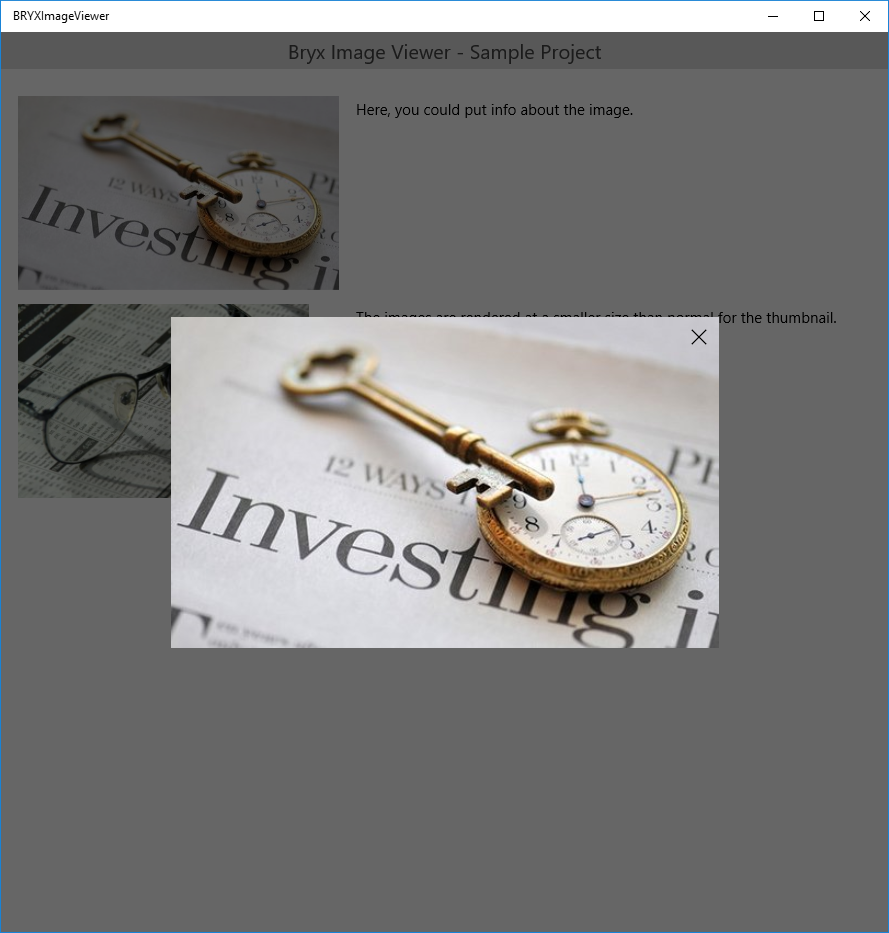 BRYXImageViewer
Bryx Image Viewer - Sample Project
Here, you could put info about the image.
12 WAYS
Investing
The images are rendered at a smaller size than normal for the thumbnail.
12 WAYS
Investing